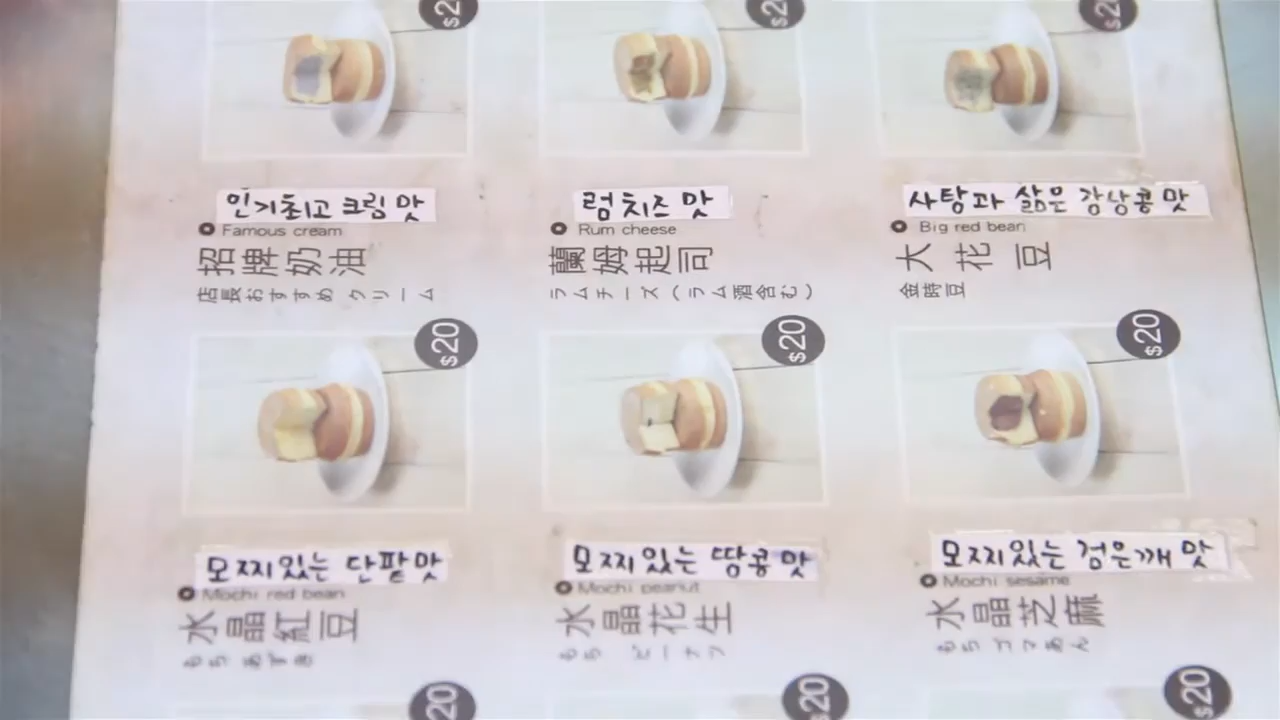 $2
$2
$2
인기최고 크림 맛
Famous cream
招牌奶油
店長おすすめ クリーム
럼 치즈 맛
Rum cheese
蘭姆起司
ラムチーズ(ラム酒含む)
사탕과 삶은 강낭콩 맛
Big red bean
大花豆
金時豆
$20
$20
$20
모찌있는 단팥 맛
Mochi red bean
水晶紅豆
もち あずき
모찌있는 땅콩 맛
Mochi peanut
水晶花生
もち ピーナツ
모찌있는 검은깨 맛
Mochi sesame
水晶芝麻
もち ゴマあん
$20
$20
$20